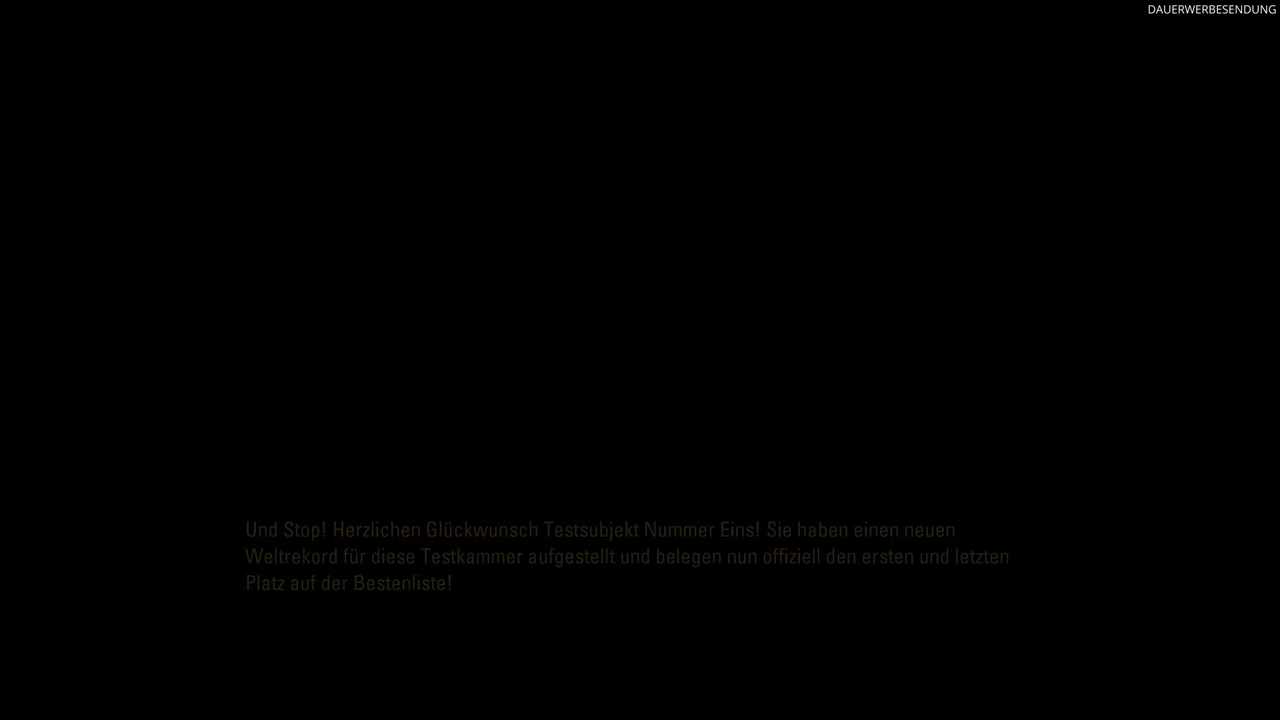 DAUERWERBESENDUNG
Und Stop! Herzlichen Glückwunsch Testsubjekt Nummer Eins! Sie haben einen neuen
Weltrekord für diese Testkammer aufgestellt und belegen nun offiziell den ersten und letzten
Platz auf der Bestenliste!